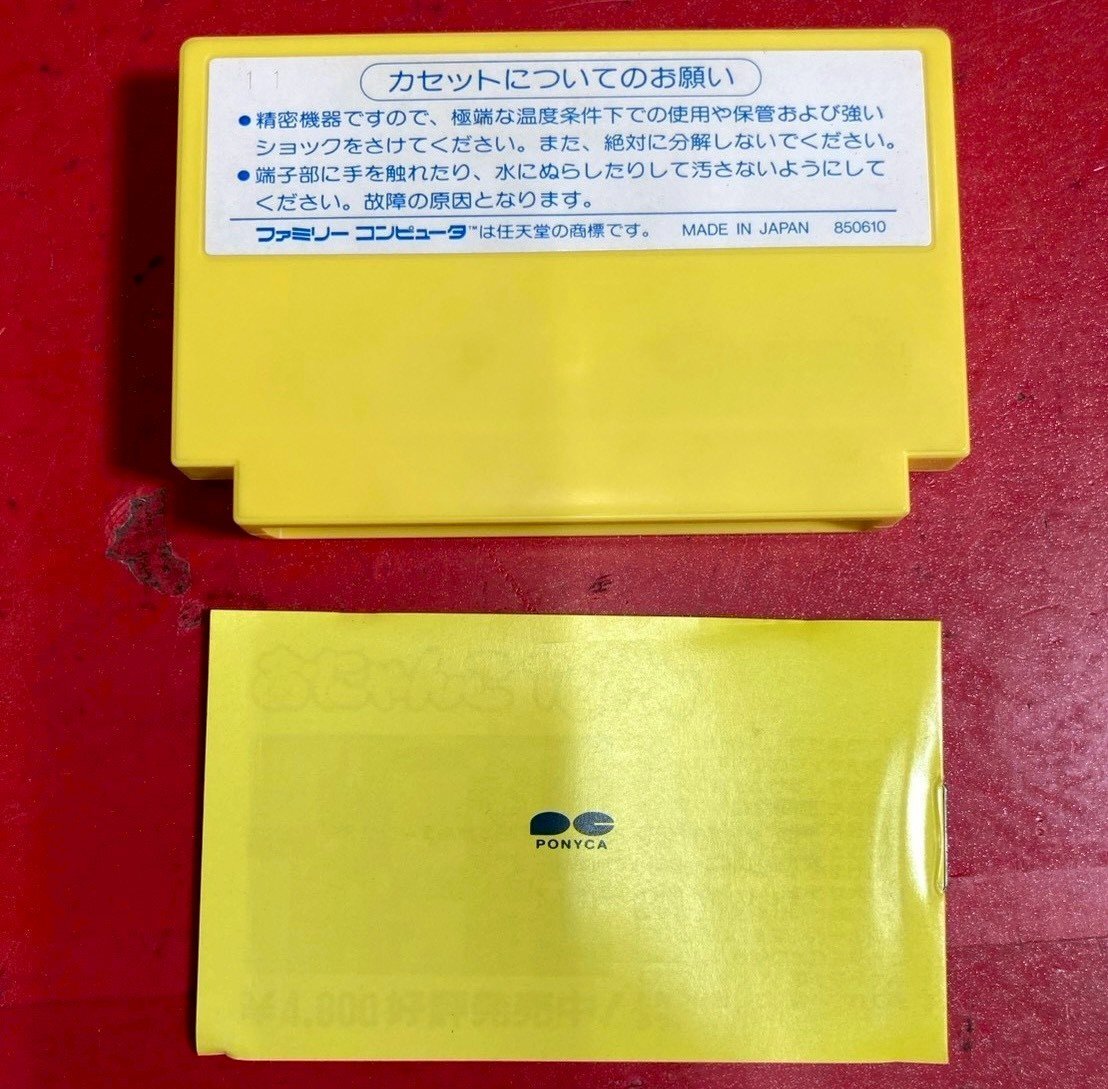 1 1
カセットについてのお願い
●精密機器ですので、極端な温度条件下での使用や保管および強い
ショックをさけてください。また、絶対に分解しないでください。
●端子部に手を触れたり、水にぬらしたりして汚さないようにして
ください。故障の原因となります。
ファミリーコンピュータ™は任天堂の商標です。 MADE IN JAPAN 850610
PONYCA